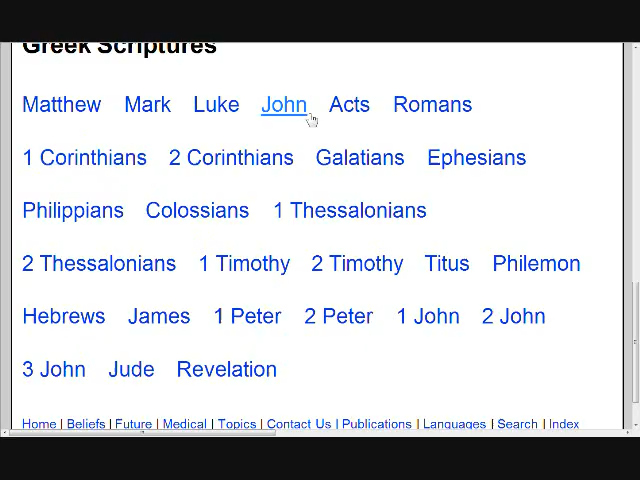 Greek Scriptures
Matthew Mark Luke John Acts Romans
1 Corinthians 2 Corinthians Galatians Ephesians
Philippians Colossians 1 Thessalonians
2 Thessalonians 1 Timothy 2 Timothy Titus Philemon
Hebrews James 1 Peter 2 Peter 1 John 2 John
3 John Jude Revelation
Home | Beliefs | Future | Medical | Topics | Contact Us | Publications | Languages | Search | Index